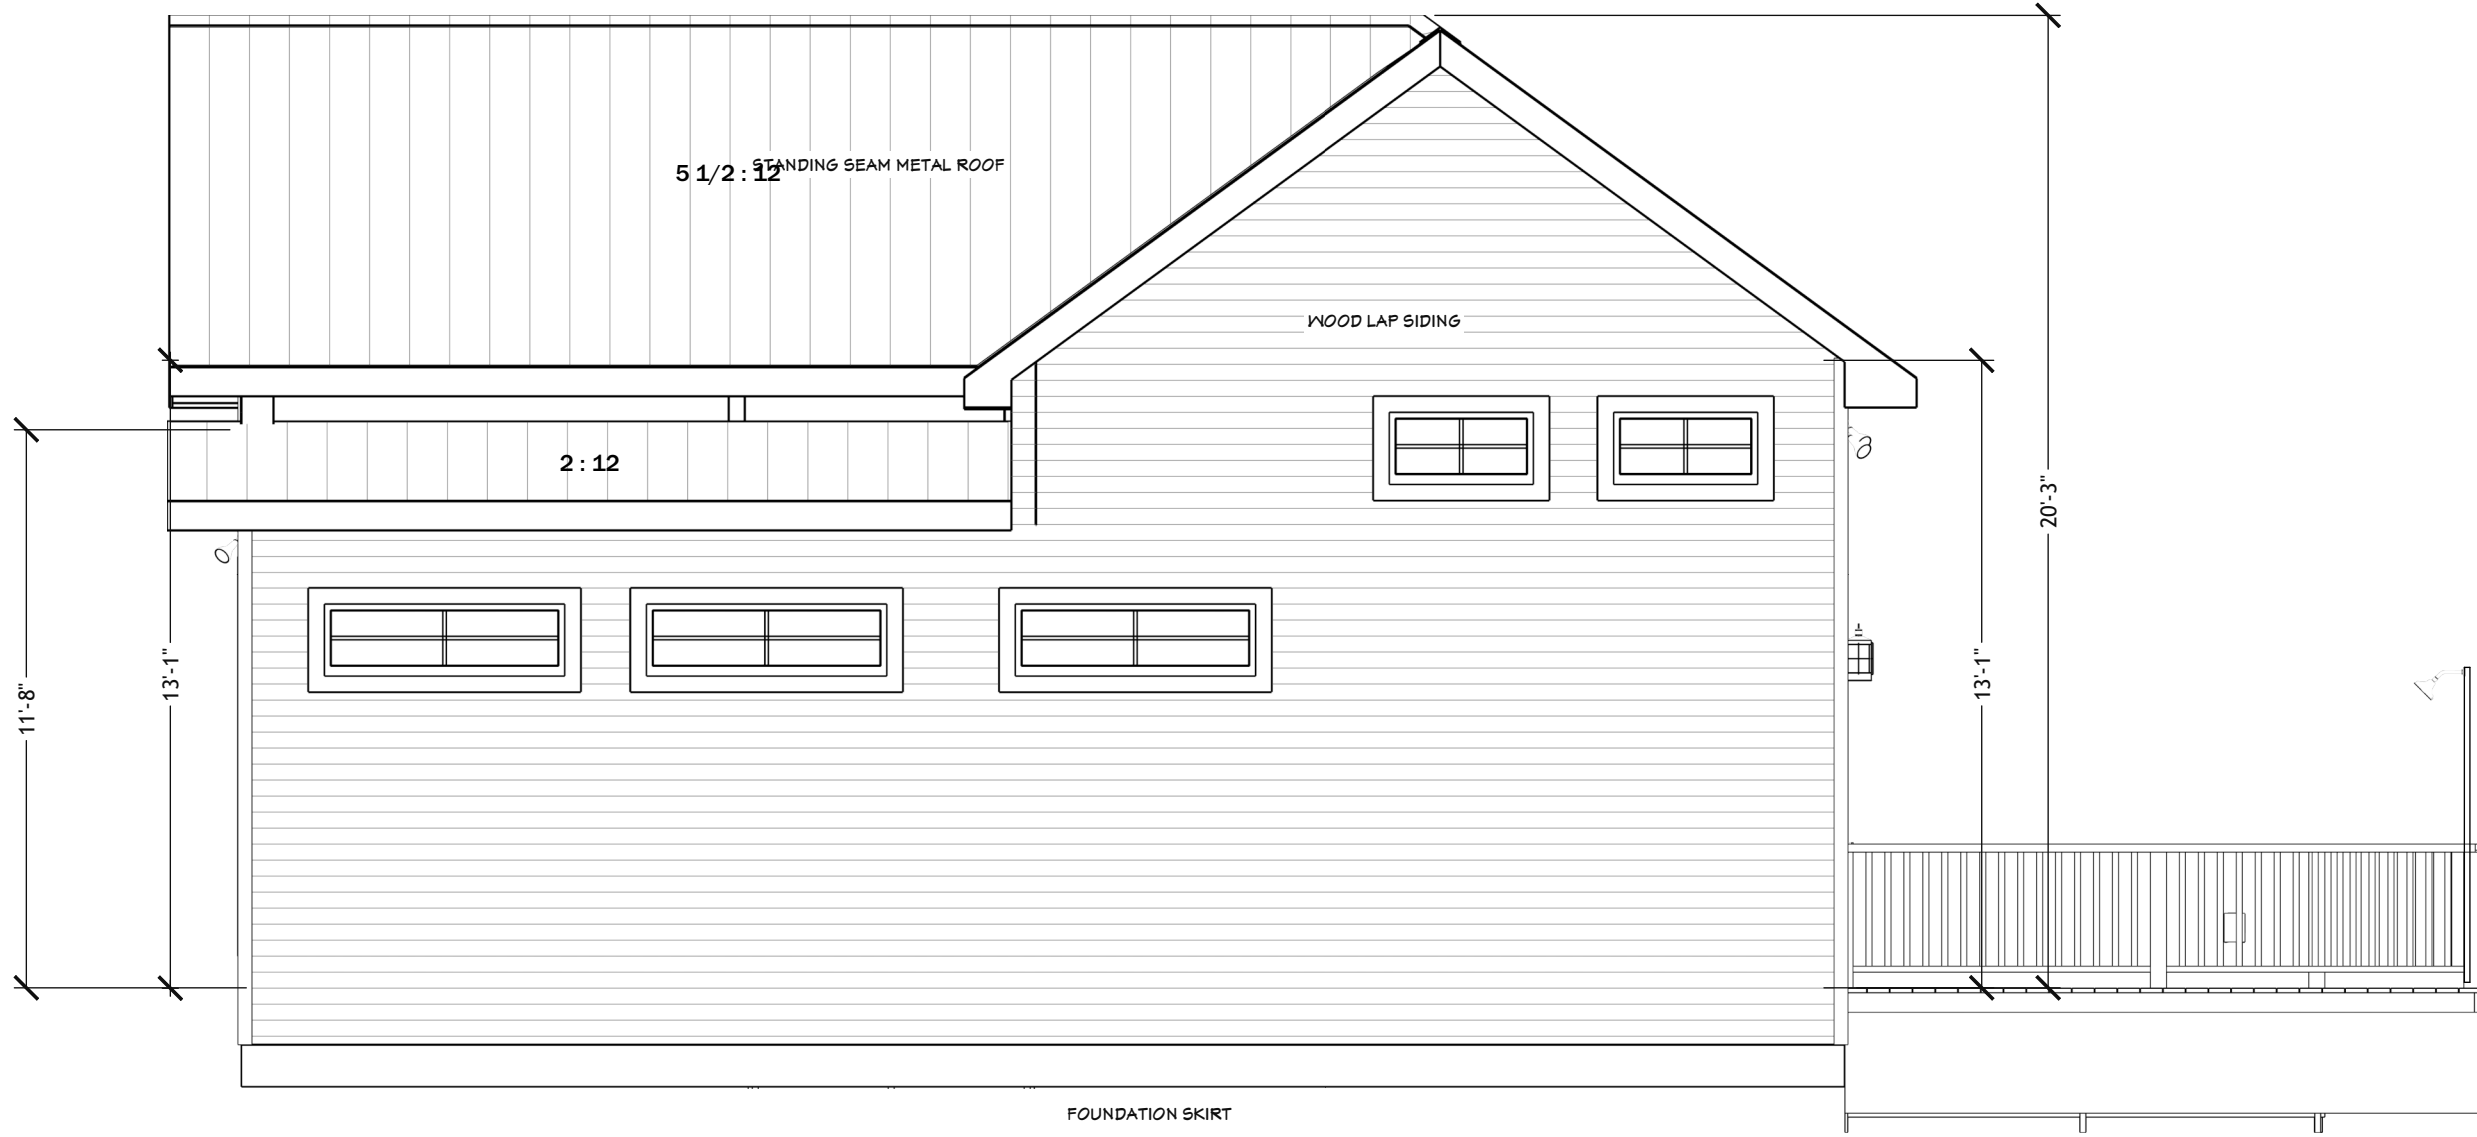 STANDING SEAM METAL ROOF
5 1/2 : 12
WOOD LAP SIDING
2 : 12
20'-3"
13'-1"
13'-1"
11'-8"
FOUNDATION SKIRT